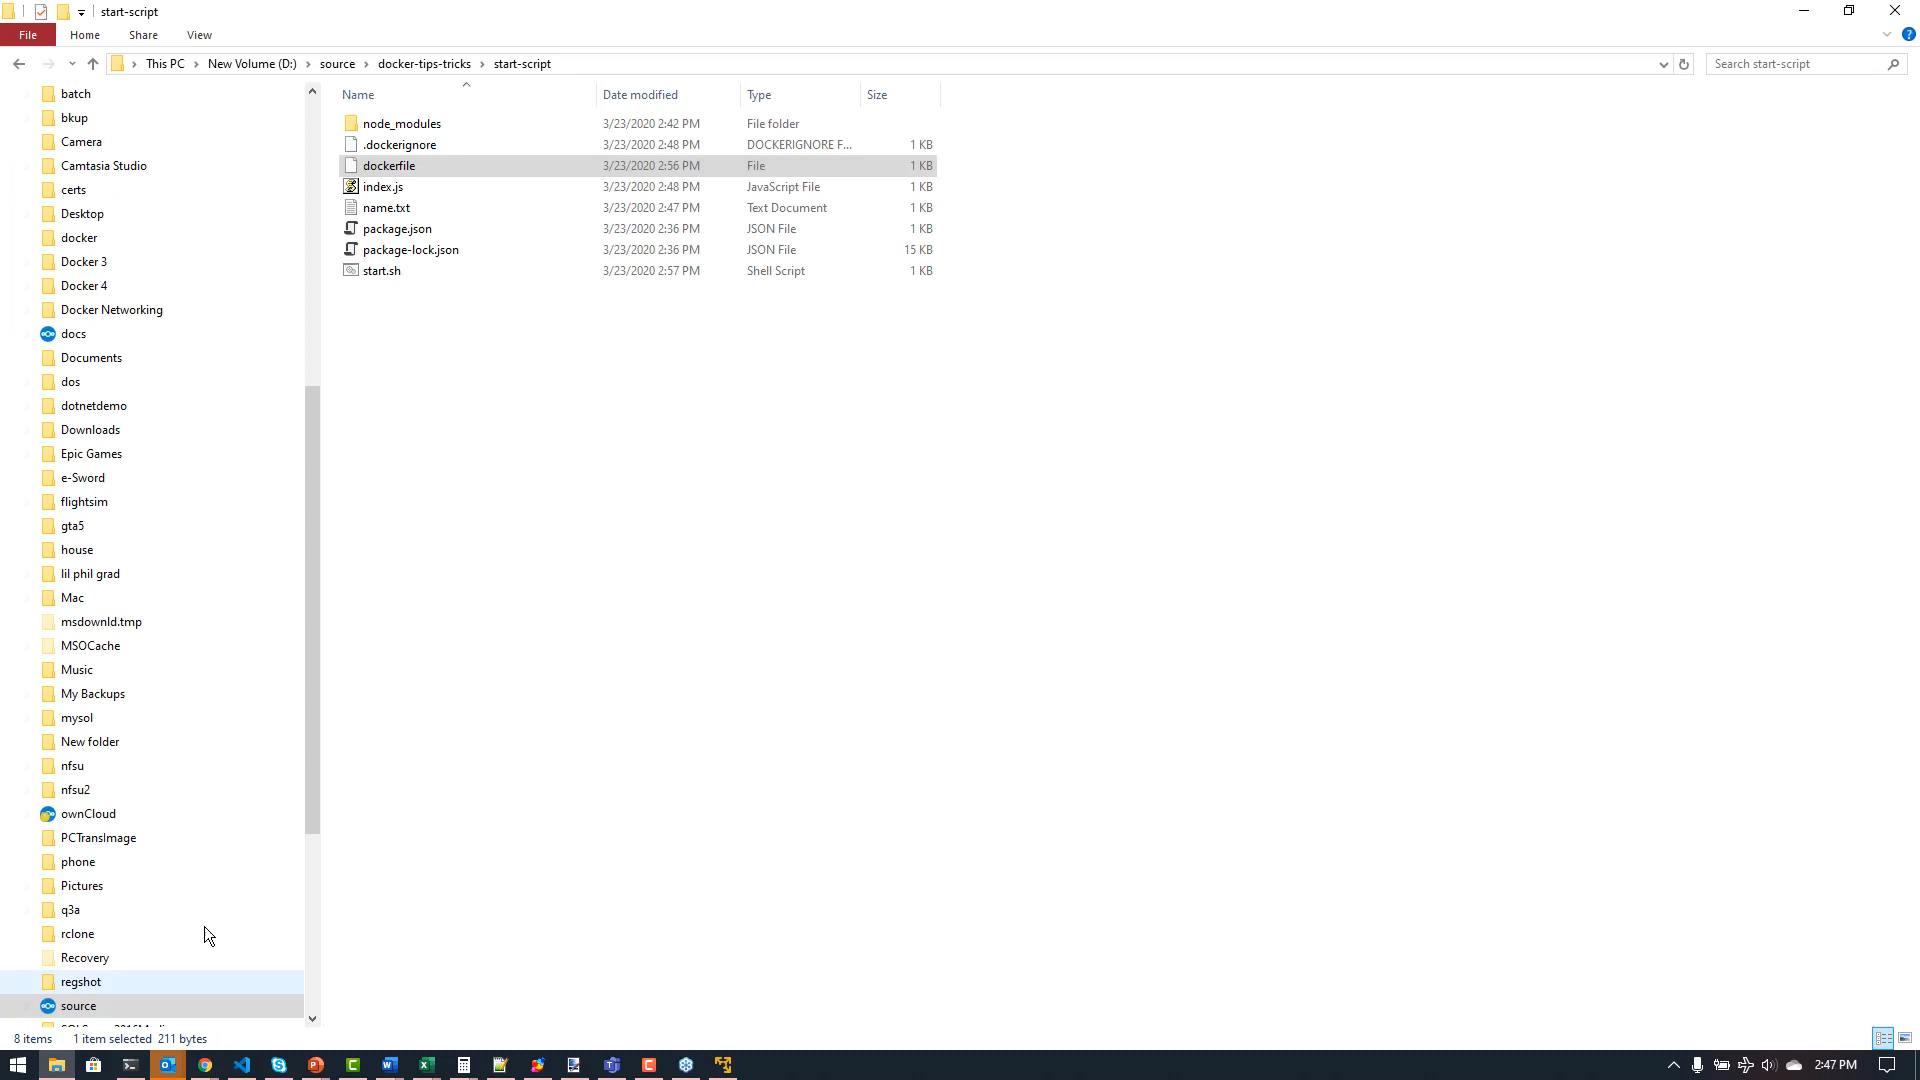 start-script
File Home Share View
This PC New Volume (D:) source docker-tips-tricks start-script
Search start-script
batch
bkup
Camera
Camtasia Studio
certs
Desktop
docker
Docker 3
Docker 4
Docker Networking
docs
Documents
dos
dotnetdemo
Downloads
Epic Games
e-Sword
flightsim
gta5
house
lil phil grad
Mac
msdownld.tmp
MSOCache
Music
My Backups
mysol
New folder
nfsu
nfsu2
ownCloud
PCTransImage
phone
Pictures
q3a
rclone
Recovery
regshot
source
Name Date modified Type Size
node_modules 3/23/2020 2:42 PM File folder
.dockerignore 3/23/2020 2:48 PM DOCKERIGNORE F... 1 KB
dockerfile 3/23/2020 2:56 PM File 1 KB
index.js 3/23/2020 2:48 PM JavaScript File 1 KB
name.txt 3/23/2020 2:47 PM Text Document 1 KB
package.json 3/23/2020 2:36 PM JSON File 1 KB
package-lock.json 3/23/2020 2:36 PM JSON File 15 KB
start.sh 3/23/2020 2:57 PM Shell Script 1 KB
8 items 1 item selected 211 bytes
2:47 PM